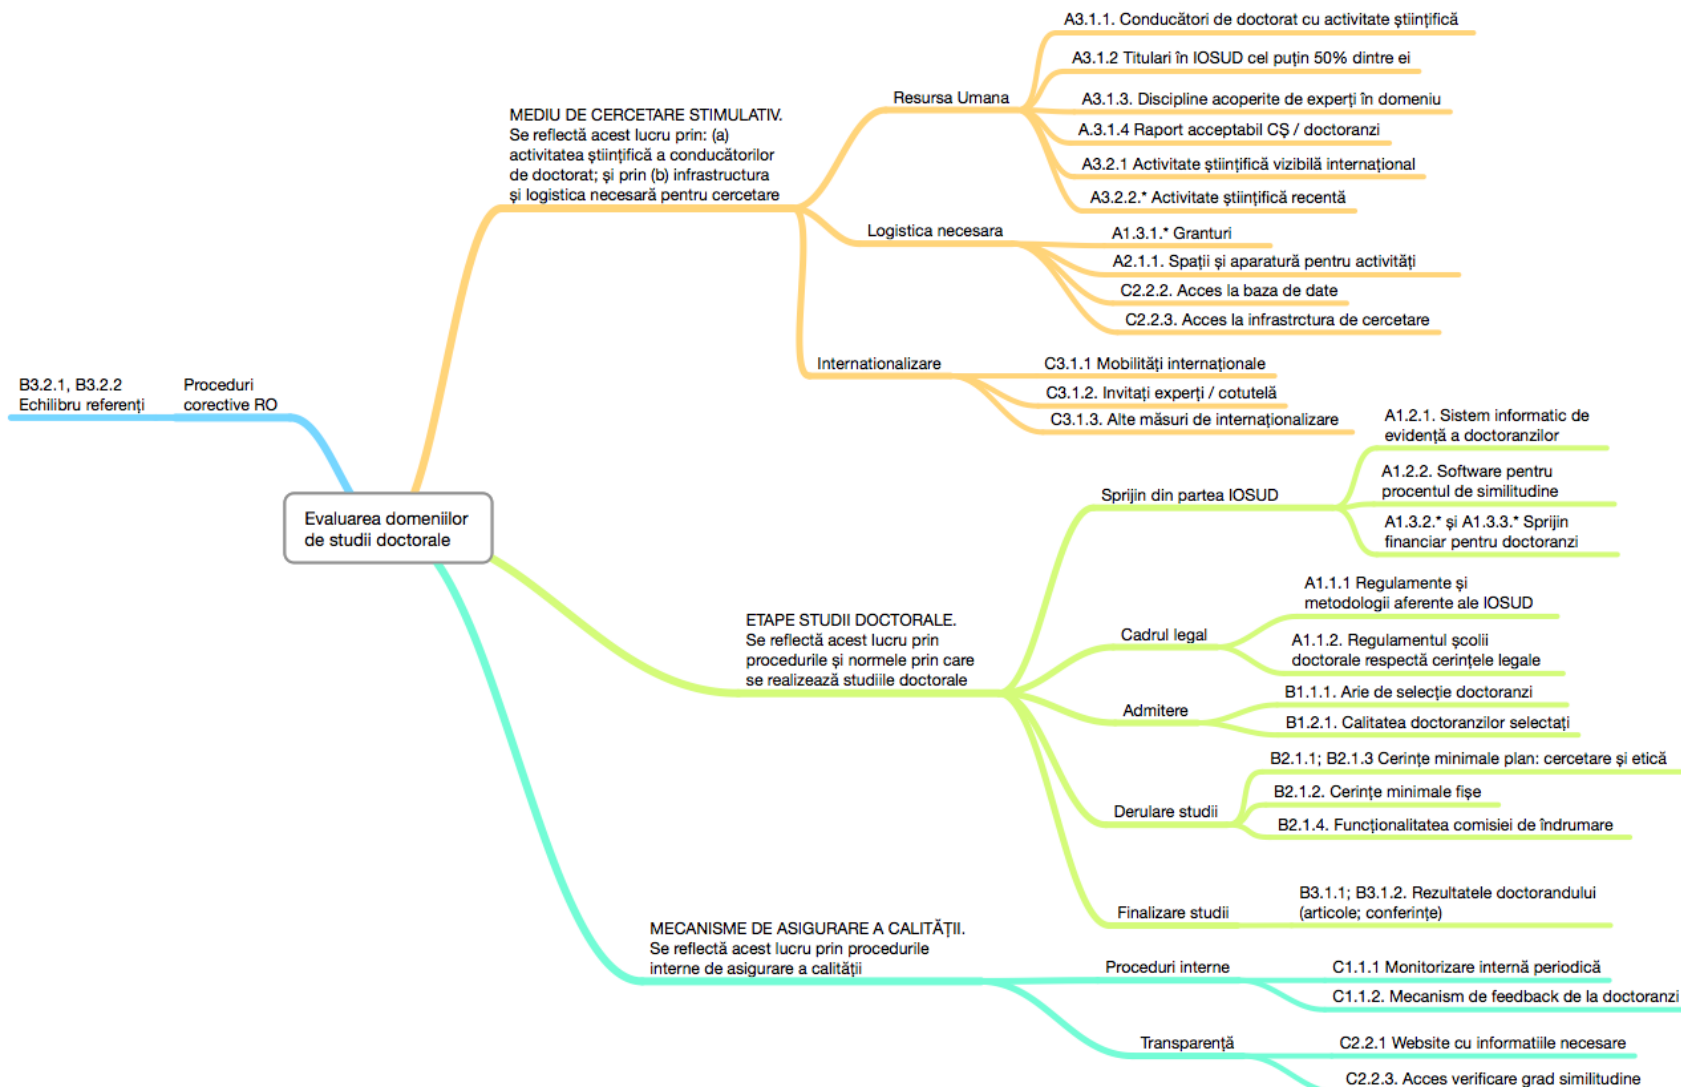 A3.1.1. Conducători de doctorat cu activitate științifică
A3.1.2 Titulari în IOSUD cel puțin 50% dintre ei
Resursa Umana
A3.1.3. Discipline acoperite de experți în domeniu
MEDIU DE CERCETARE STIMULATIV.
Se reflectă acest lucru prin: (a)
activitatea științifică a conducătorilor
de doctorat; și prin (b) infrastructura
și logistica necesară pentru cercetare
A.3.1.4 Raport acceptabil CȘ / doctoranzi
A3.2.1 Activitate științifică vizibilă internațional
A3.2.2.* Activitate științifică recentă
Logistica necesara
A1.3.1.* Granturi
A2.1.1. Spații și aparatură pentru activități
C2.2.2. Acces la baza de date
C2.2.3. Acces la infrastrctura de cercetare
Internationalizare
C3.1.1 Mobilități internaționale
C3.1.2. Invitați experți / cotutelă
C3.1.3. Alte măsuri de internaționalizare
B3.2.1, B3.2.2
Echilibru referenți
Proceduri
corective RO
Evaluarea domeniilor
de studii doctorale
A1.2.1. Sistem informatic de
evidență a doctoranzilor
Sprijin din partea IOSUD
A1.2.2. Software pentru
procentul de similitudine
A1.3.2.* și A1.3.3.* Sprijin
financiar pentru doctoranzi
ETAPE STUDII DOCTORALE.
Se reflectă acest lucru prin
procedurile și normele prin care
se realizează studiile doctorale
Cadrul legal
A1.1.1 Regulamente și
metodologii aferente ale IOSUD
A1.1.2. Regulamentul școlii
doctorale respectă cerințele legale
Admitere
B1.1.1. Arie de selecție doctoranzi
B1.2.1. Calitatea doctoranzilor selectați
Derulare studii
B2.1.1; B2.1.3 Cerințe minimale plan: cercetare și etică
B2.1.2. Cerințe minimale fișe
B2.1.4. Funcționalitatea comisiei de îndrumare
Finalizare studii
B3.1.1; B3.1.2. Rezultatele doctorandului
(articole; conferințe)
MECANISME DE ASIGURARE A CALITĂȚII.
Se reflectă acest lucru prin procedurile
interne de asigurare a calității
Proceduri interne
C1.1.1 Monitorizare internă periodică
C1.1.2. Mecanism de feedback de la doctoranzi
Transparență
C2.2.1 Website cu informatiile necesare
C2.2.3. Acces verificare grad similitudine